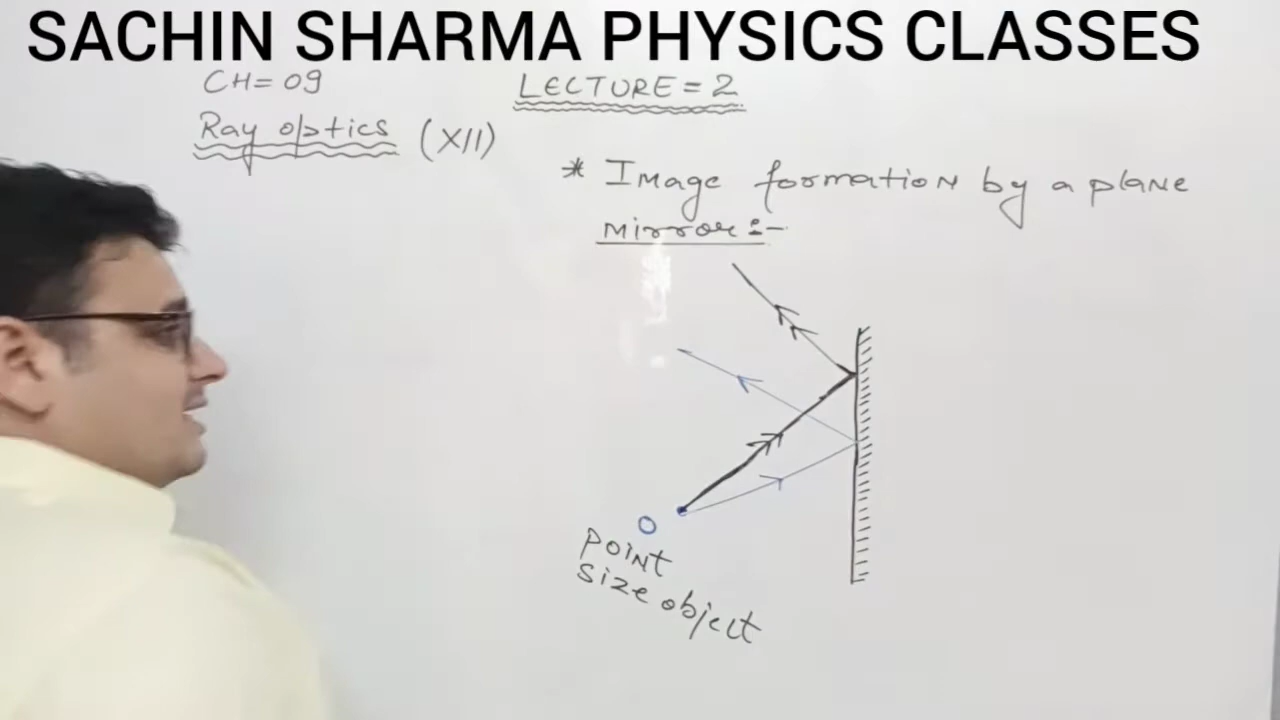 SACHIN SHARMA PHYSICS CLASSES
CH= 09
LECTURE = 2
Ray optics (XII)
* Image formation by a plane
mirror :-
O
Point
size object